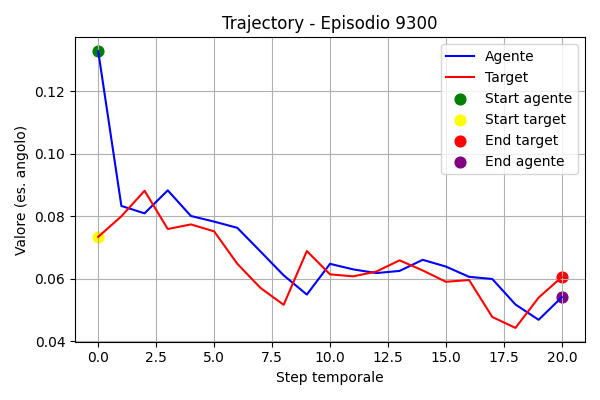 Trajectory - Episodio 9300
Valore (es. angolo)
0.12
0.10
0.08
0.06
0.04
Agente
Target
Start agente
Start target
End target
End agente
0.0 2.5 5.0 7.5 10.0 12.5 15.0 17.5 20.0
Step temporale